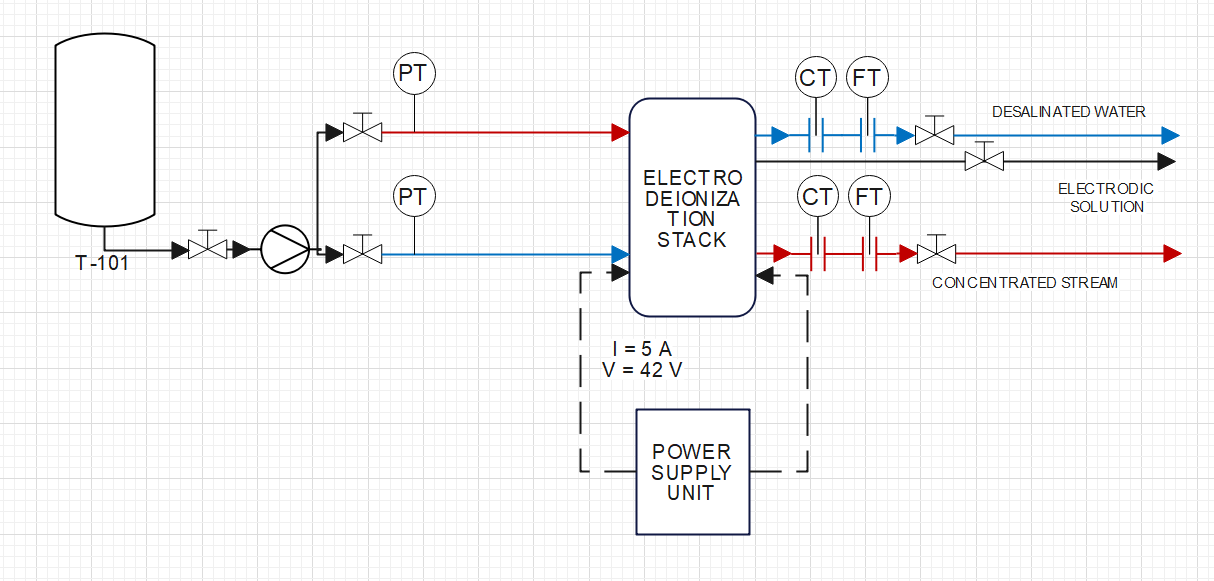 PT
CT FT
DESALINATED WATER
PT
ELECTRO
DEIONIZA
TION
STACK
CT FT
ELECTRODIC
SOLUTION
T-101
CONCENTRATED STREAM
I = 5 A
V = 42 V
POWER
SUPPLY
UNIT